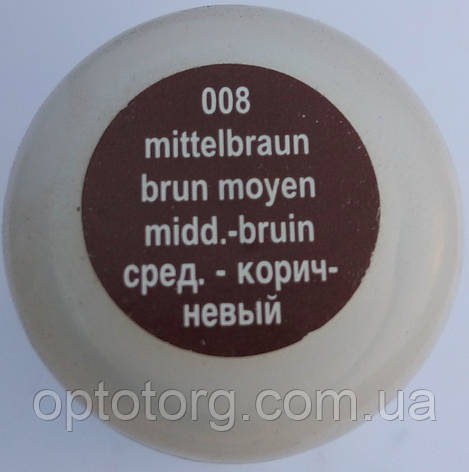 008
mittelbraun
brun moyen
midd.-bruin
сред. - корич-
невый
optotorg.com.ua